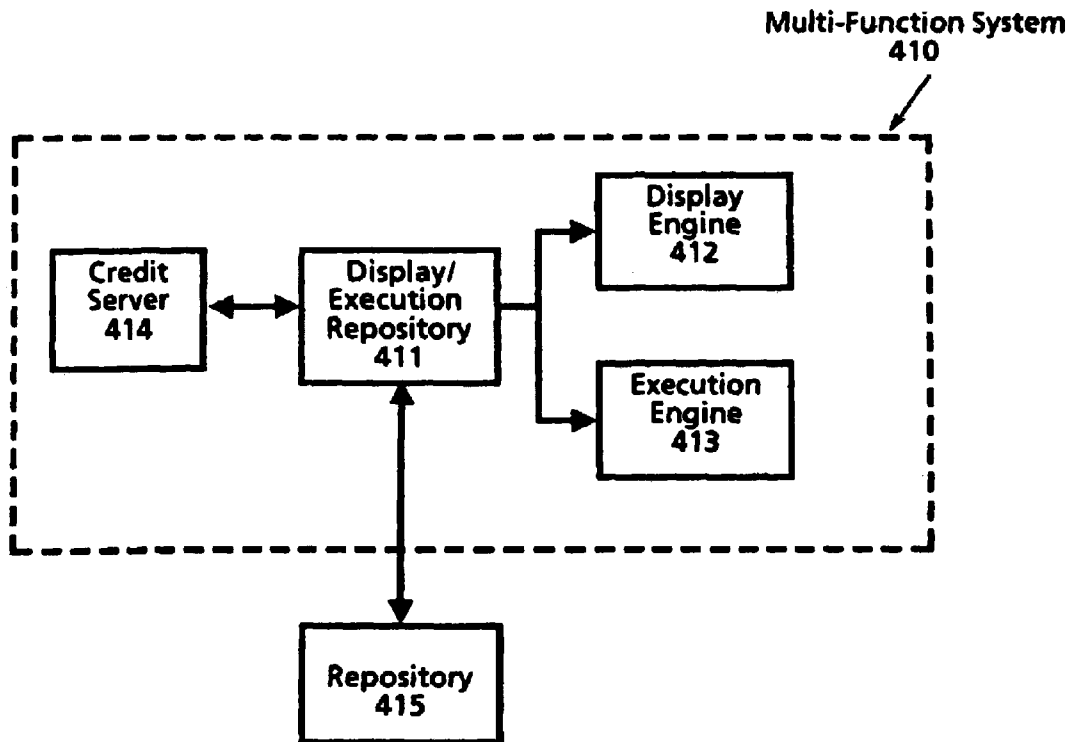 Multi-Function System
410
Display
Engine
412
Credit
Server
414
Display/
Execution
Repository
411
Execution
Engine
413
Repository
415